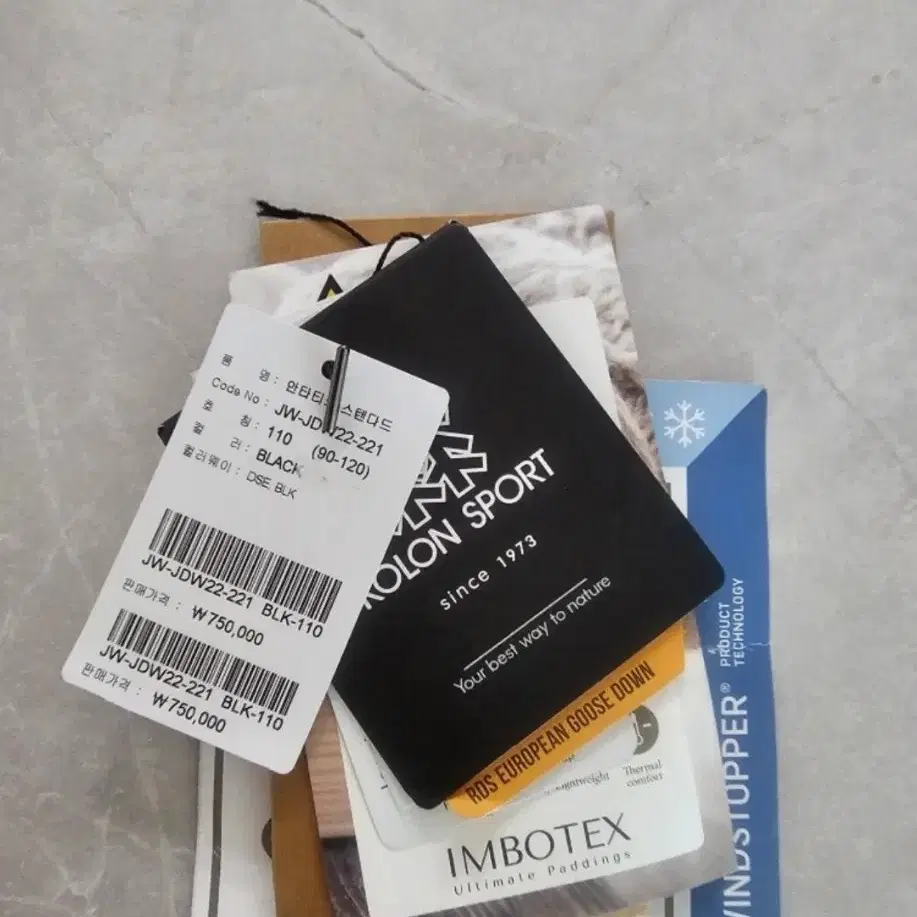 품 명 : 안타티카 스탠다드
Code No : JW-JDW22-221
호 칭 : 110 (90-120)
컬 러 : BLACK
컬러웨이 : DSE, BLK
JW-JDW22-221 BLK-110
판매가격 : ₩750,000
JW-JDW22-221 BLK-110
판매가격 : ₩750,000
KOLON SPORT
since 1973
Your best way to nature
RDS EUROPEAN GOOSE DOWN
Thermal
comfort
IMBOTEX
Ultimate Paddings
PRODUCT
TECHNOLOGY
WINDSTOPPER®